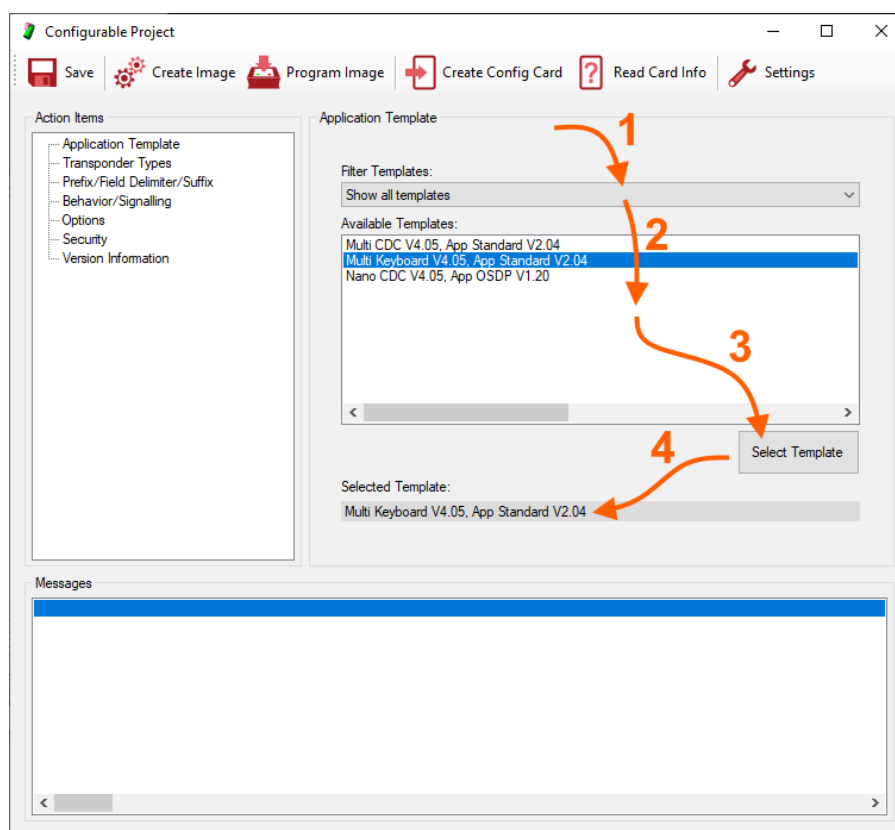 Configurable Project
Save Create Image Program Image Create Config Card Read Card Info Settings
Action Items
Application Template
Transponder Types
Prefix/Field Delimiter/Suffix
Behavior/Signalling
Options
Security
Version Information
Application Template
1
Filter Templates:
Show all templates
Available Templates:
2
Multi CDC V4.05, App Standard V2.04
Multi Keyboard V4.05, App Standard V2.04
Nano CDC V4.05, App OSDP V1.20
3
4
Select Template
Selected Template:
Multi Keyboard V4.05, App Standard V2.04
Messages